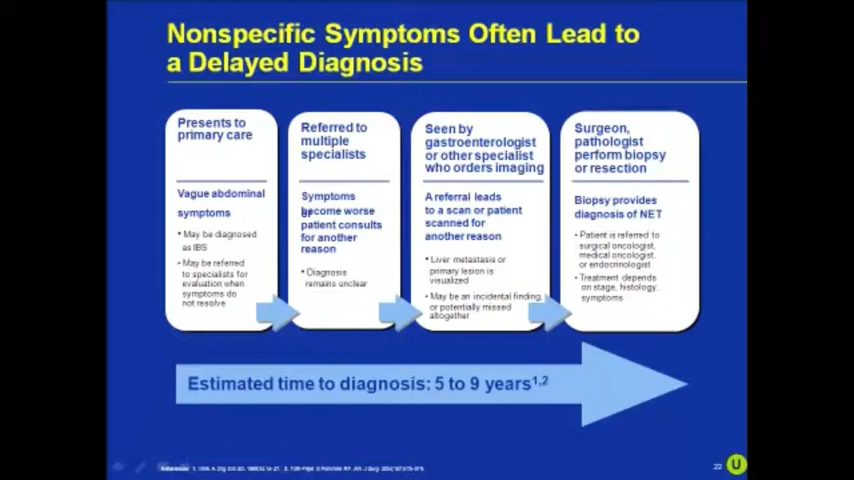 Nonspecific Symptoms Often Lead to
a Delayed Diagnosis
Presents to
primary care
Vague abdominal
symptoms
• May be diagnosed
as IBS
• May be referred
to specialists for
evaluation when
symptoms do
not resolve
Referred to
multiple
specialists
Symptoms
become worse
or
patient consults
for another
reason
• Diagnosis
remains unclear
Seen by
gastroenterologist
or other specialist
who orders imaging
A referral leads
to a scan or patient
scanned for
another reason
• Liver metastasis or
primary lesion is
visualized
• May be an incidental finding,
or potentially missed
altogether
Surgeon,
pathologist
perform biopsy
or resection
Biopsy provides
diagnosis of NET
• Patient is referred to
surgical oncologist,
medical oncologist,
or endocrinologist
• Treatment depends
on stage, histology,
symptoms
Estimated time to diagnosis: 5 to 9 years1,2
References
22
U